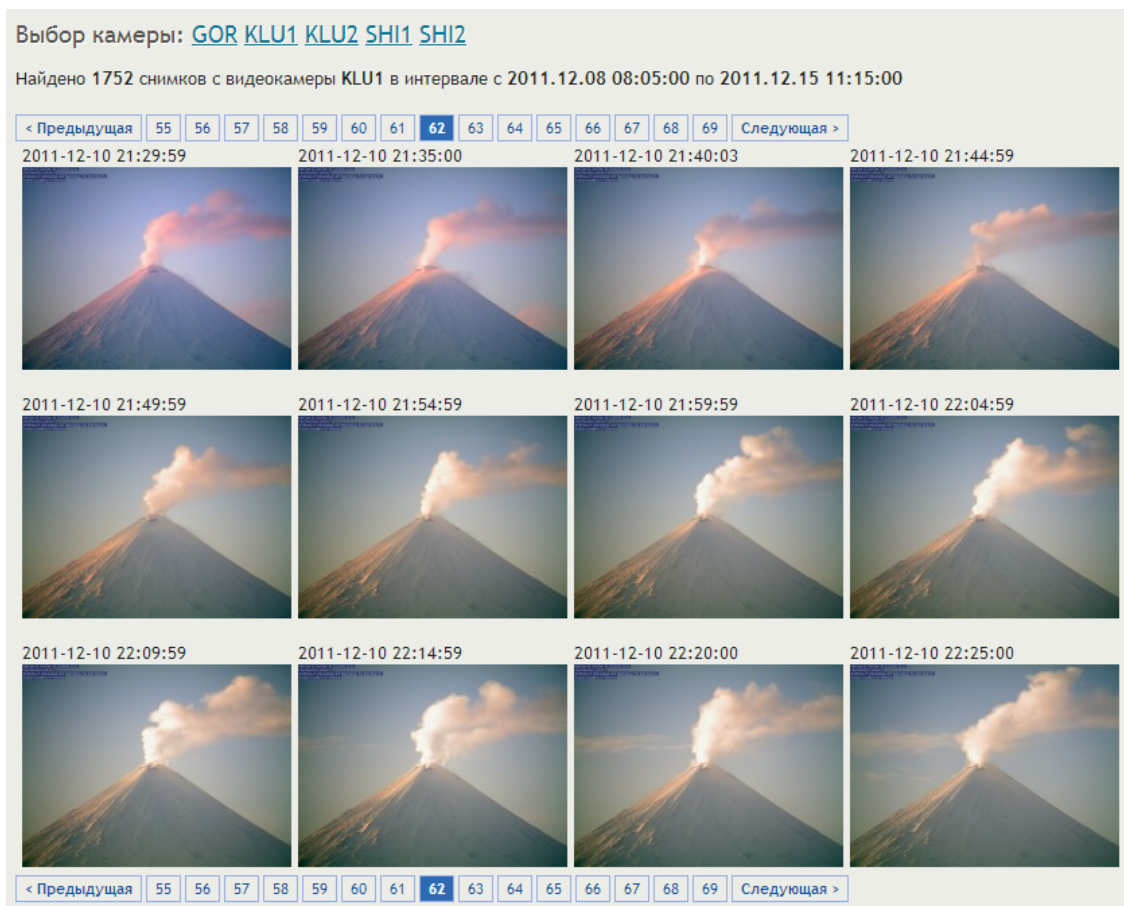 Выбор камеры: GOR KLU1 KLU2 SHI1 SHI2
Найдено 1752 снимков с видеокамеры KLU1 в интервале с 2011.12.08 08:05:00 по 2011.12.15 11:15:00
< Предыдущая 55 56 57 58 59 60 61 62 63 64 65 66 67 68 69 Следующая >
2011-12-10 21:29:59 2011-12-10 21:35:00 2011-12-10 21:40:03 2011-12-10 21:44:59
2011-12-10 21:49:59 2011-12-10 21:54:59 2011-12-10 21:59:59 2011-12-10 22:04:59
2011-12-10 22:09:59 2011-12-10 22:14:59 2011-12-10 22:20:00 2011-12-10 22:25:00
< Предыдущая 55 56 57 58 59 60 61 62 63 64 65 66 67 68 69 Следующая >